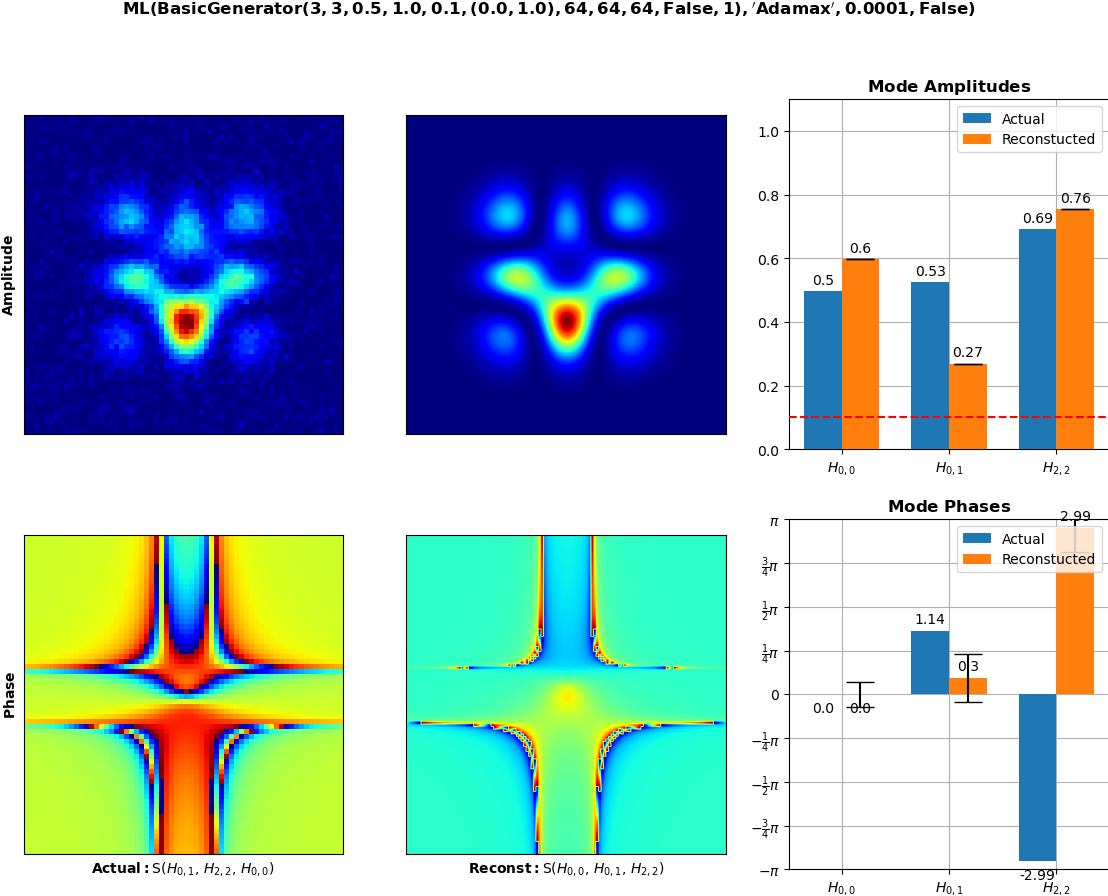 ML(BasicGenerator(3, 3, 0.5, 1.0, 0.1, (0.0, 1.0), 64, 64, 64, False, 1), ′Adamax′, 0.0001, False)
Mode Amplitudes
Actual
Reconstucted
1.0
0.8
0.6
0.4
0.2
0.0
0.5
0.6
0.53
0.27
0.69
0.76
H0,0
H0,1
H2,2
Amplitude
Mode Phases
Actual
Reconstucted
π
3/4π
1/2π
1/4π
0
−1/4π
−1/2π
−3/4π
−π
0.0
0.0
1.14
0.3
-2.99
2.99
H0,0
H0,1
H2,2
Phase
Actual: S(H0,1, H2,2, H0,0)
Reconst: S(H0,0, H0,1, H2,2)